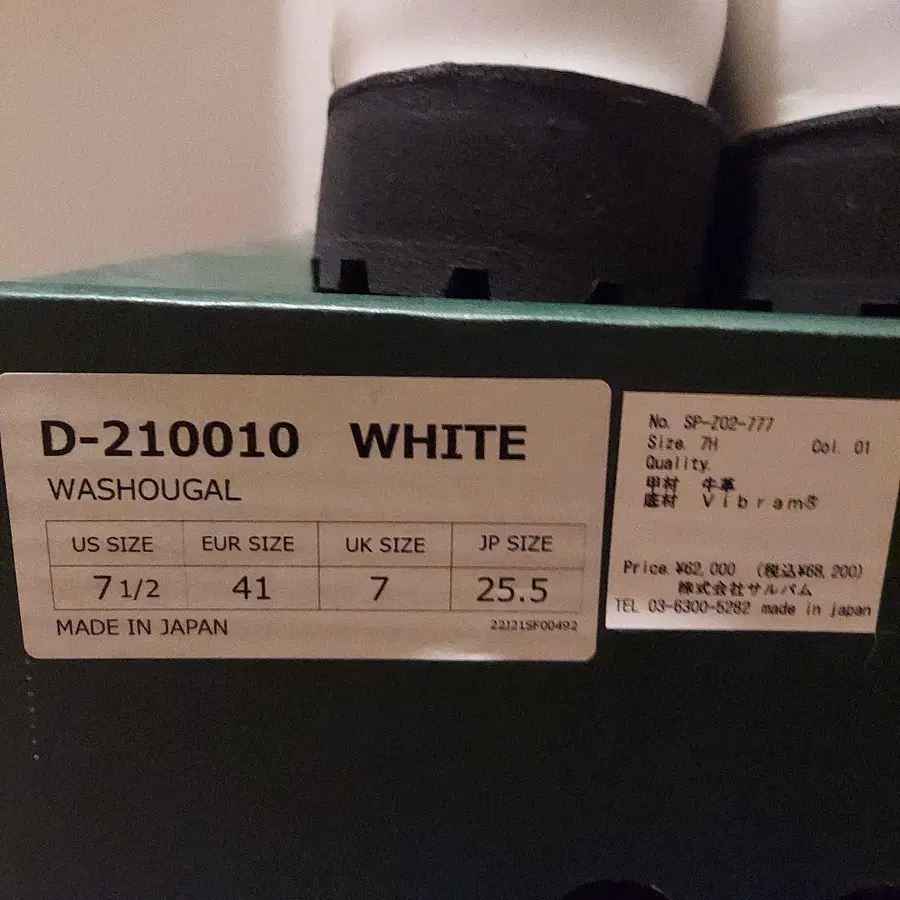 D-210010 WHITE
WASHOUGAL
US SIZE EUR SIZE UK SIZE JP SIZE
7 1/2 41 7 25.5
MADE IN JAPAN 22J21SF00492
No. SP-Z02-777
Size. 7H Col. 01
Quality.
甲材 牛革
底材 Vibram®
Price.¥62,000 (税込¥68,200)
株式会社サルバム
TEL 03-6300-5282 made in japan